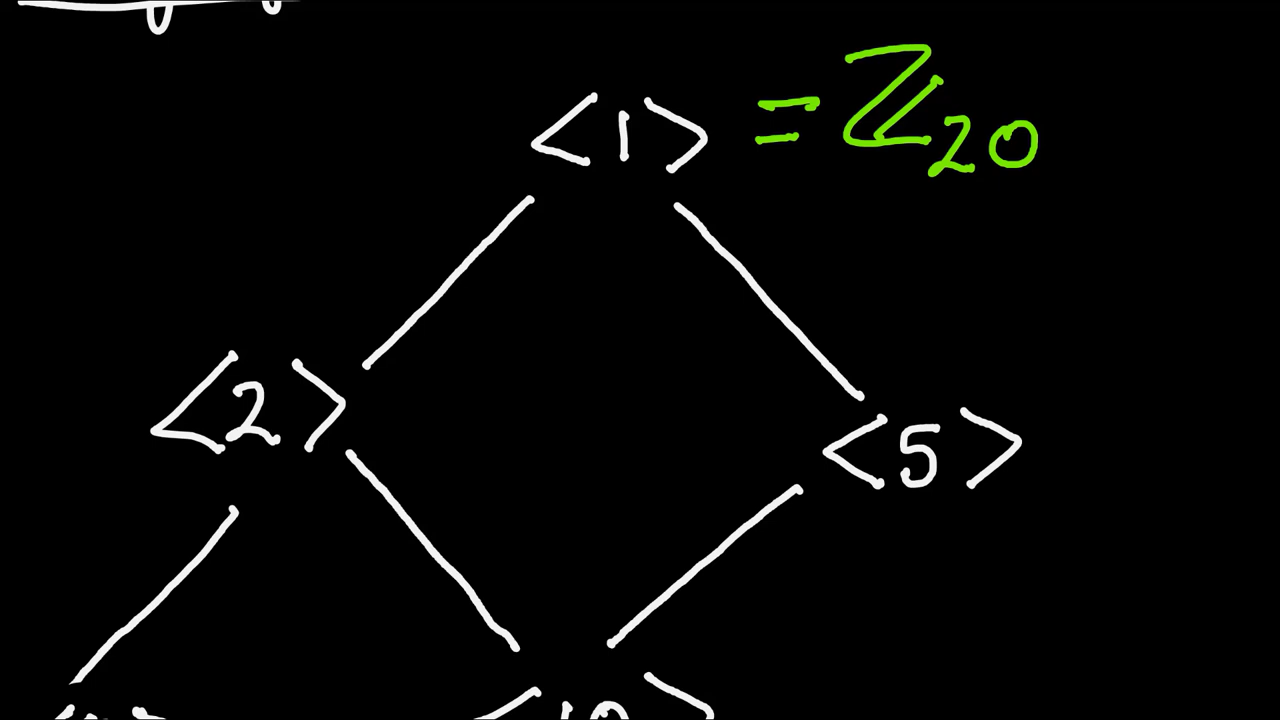 <1> = ℤ₂₀
<2>
<5>